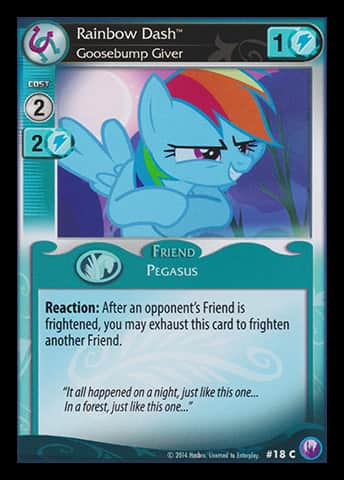 Rainbow Dash™
Goosebump Giver
1
COST
2
2
FRIEND
PEGASUS
Reaction: After an opponent's Friend is
frightened, you may exhaust this card to frighten
another Friend.
"It all happened on a night, just like this one...
In a forest, just like this one..."
© 2014 Hasbro. Licensed to Enterplay.
#18 C